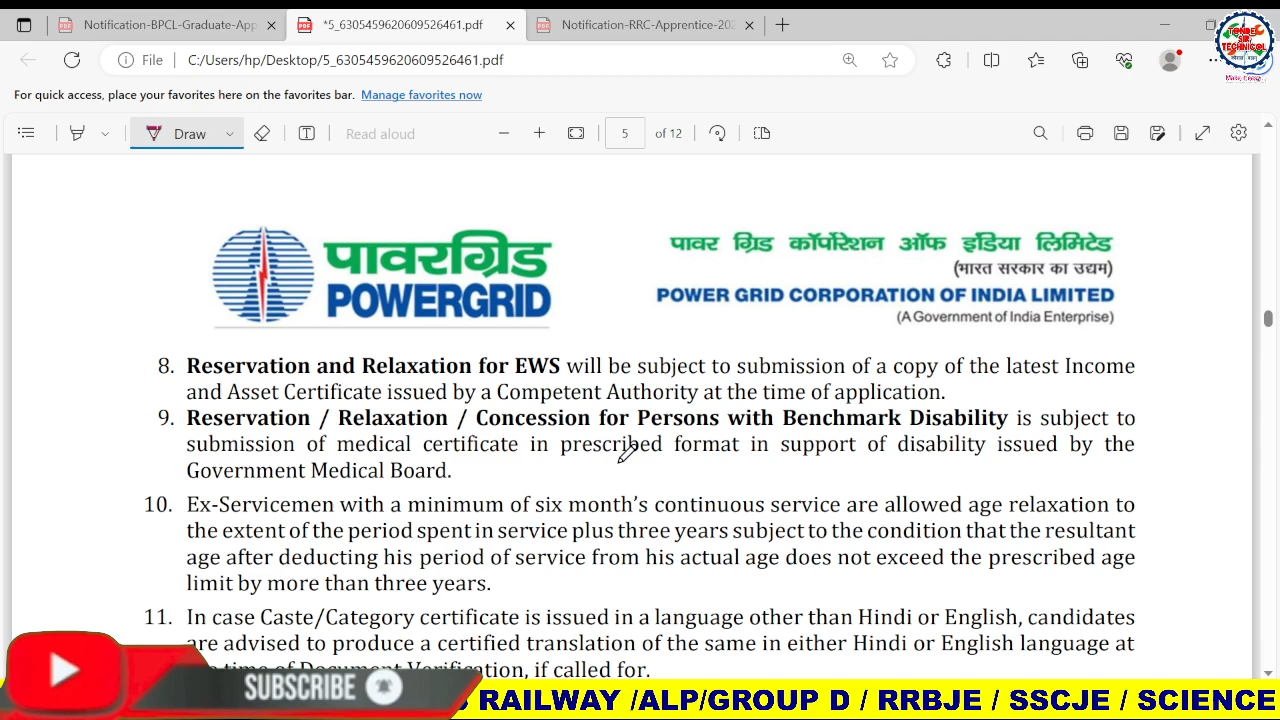 Notification-BPCL-Graduate-App
*5_6305459620609526461.pdf
Notification-RRC-Apprentice-202
File
C:/Users/hp/Desktop/5_6305459620609526461.pdf
For quick access, place your favorites here on the favorites bar. Manage favorites now
Draw
Read aloud
5 of 12
TONDE SIR TECHNICOL
पावरग्रिड
POWERGRID
पावर ग्रिड कॉर्पोरेशन ऑफ इंडिया लिमिटेड
(भारत सरकार का उद्यम)
POWER GRID CORPORATION OF INDIA LIMITED
(A Government of India Enterprise)
8. Reservation and Relaxation for EWS will be subject to submission of a copy of the latest Income
and Asset Certificate issued by a Competent Authority at the time of application.
9. Reservation / Relaxation / Concession for Persons with Benchmark Disability is subject to
submission of medical certificate in prescribed format in support of disability issued by the
Government Medical Board.
10. Ex-Servicemen with a minimum of six month's continuous service are allowed age relaxation to
the extent of the period spent in service plus three years subject to the condition that the resultant
age after deducting his period of service from his actual age does not exceed the prescribed age
limit by more than three years.
11. In case Caste/Category certificate is issued in a language other than Hindi or English, candidates
are advised to produce a certified translation of the same in either Hindi or English language at
time of Document Verification, if called for.
SUBSCRIBE
RAILWAY /ALP/GROUP D / RRBJE / SSCJE / SCIENCE